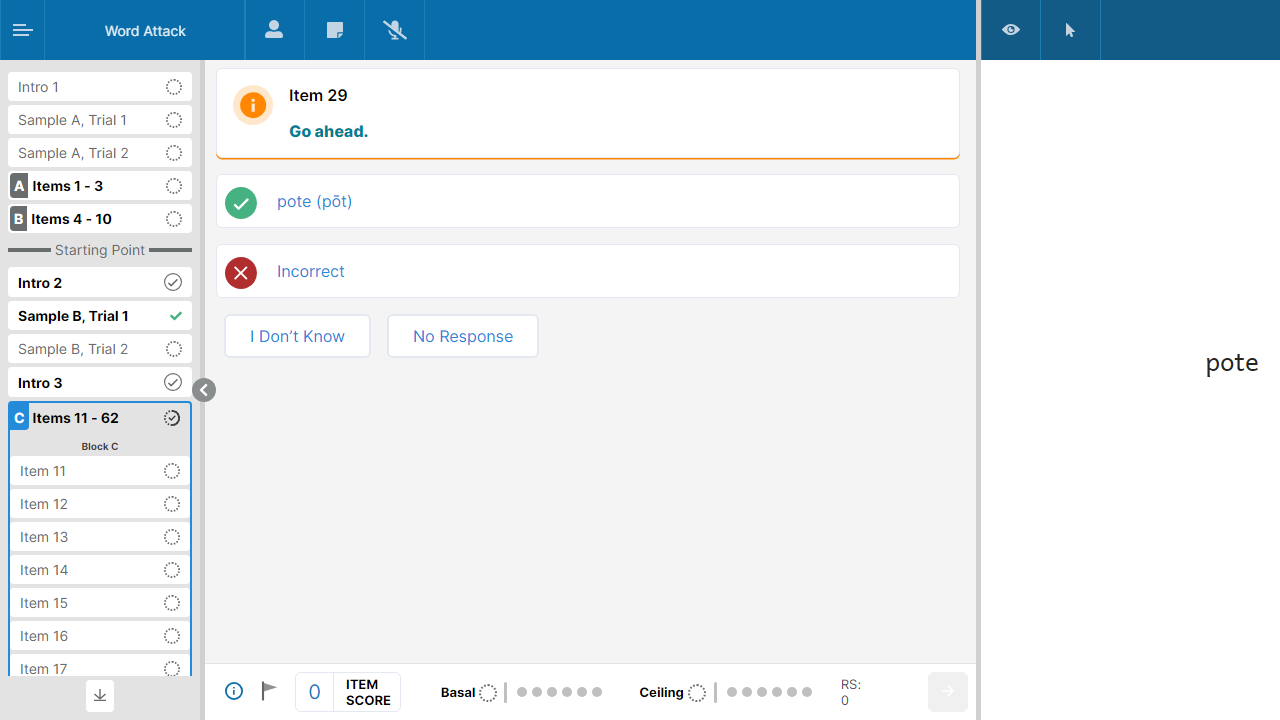 Word Attack
Intro 1
Sample A, Trial 1
Sample A, Trial 2
A Items 1 - 3
B Items 4 - 10
Starting Point
Intro 2
Sample B, Trial 1
Sample B, Trial 2
Intro 3
C Items 11 - 62
Block C
Item 11
Item 12
Item 13
Item 14
Item 15
Item 16
Item 17
Item 29
Go ahead.
pote (pōt)
Incorrect
I Don’t Know
No Response
0 ITEM SCORE
Basal
Ceiling
RS:
0
pote